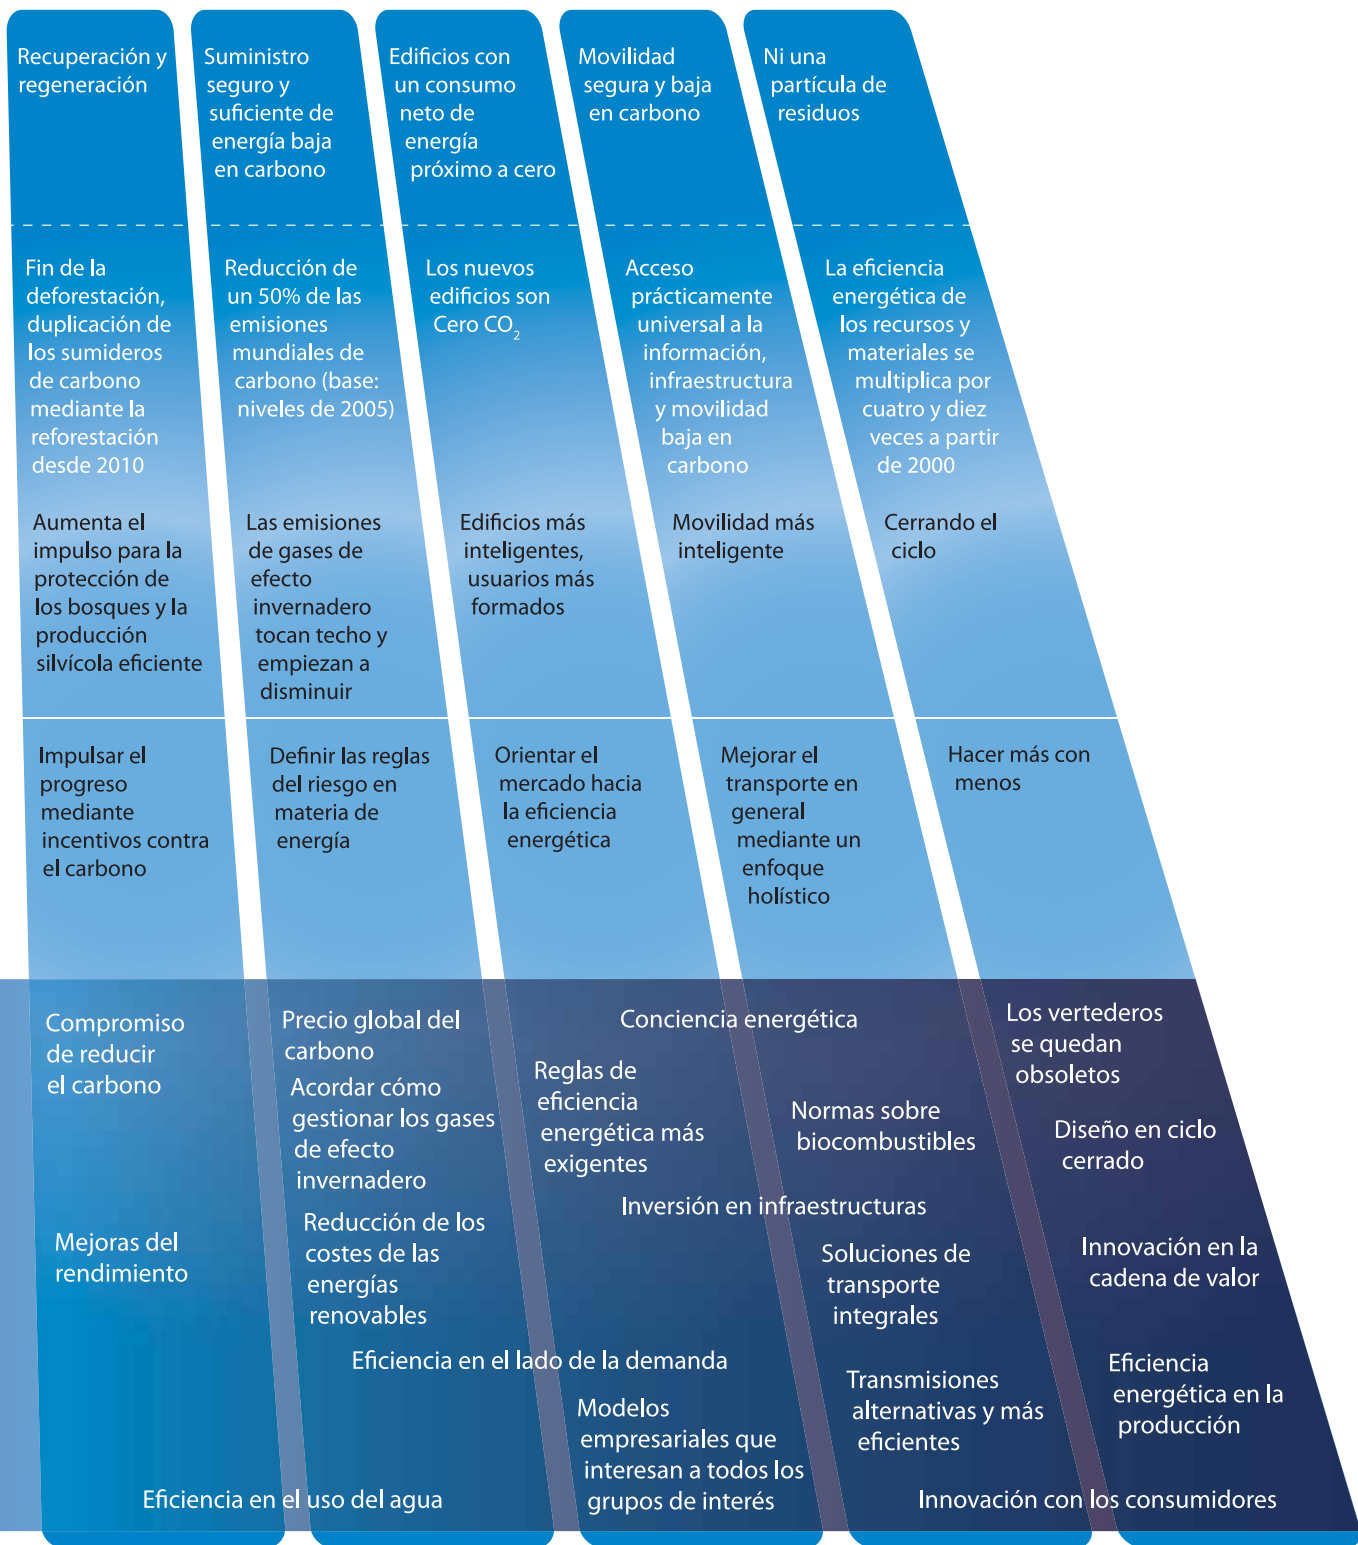 Recuperación y
regeneración
Suministro
seguro y
suficiente de
energía baja
en carbono
Edificios con
un consumo
neto de
energía
próximo a cero
Movilidad
segura y baja
en carbono
Ni una
partícula de
residuos
Fin de la
deforestación,
duplicación de
los sumideros
de carbono
mediante la
reforestación
desde 2010
Reducción de
un 50% de las
emisiones
mundiales de
carbono (base:
niveles de 2005)
Los nuevos
edificios son
Cero CO₂
Acceso
prácticamente
universal a la
información,
infraestructura
y movilidad
baja en
carbono
La eficiencia
energética de
los recursos y
materiales se
multiplica por
cuatro y diez
veces a partir
de 2000
Aumenta el
impulso para la
protección de
los bosques y la
producción
silvícola eficiente
Las emisiones
de gases de
efecto
invernadero
tocan techo y
empiezan a
disminuir
Edificios más
inteligentes,
usuarios más
formados
Movilidad más
inteligente
Cerrando el
ciclo
Impulsar el
progreso
mediante
incentivos contra
el carbono
Definir las reglas
del riesgo en
materia de
energía
Orientar el
mercado hacia
la eficiencia
energética
Mejorar el
transporte en
general
mediante un
enfoque
holístico
Hacer más con
menos
Compromiso
de reducir
el carbono
Mejoras del
rendimiento
Precio global del
carbono
Acordar cómo
gestionar los gases
de efecto
invernadero
Reducción de los
costes de las
energías
renovables
Conciencia energética
Reglas de
eficiencia
energética más
exigentes
Normas sobre
biocombustibles
Inversión en infraestructuras
Soluciones de
transporte
integrales
Los vertederos
se quedan
obsoletos
Diseño en ciclo
cerrado
Innovación en la
cadena de valor
Eficiencia en el lado de la demanda
Modelos
empresariales que
interesan a todos los
grupos de interés
Transmisiones
alternativas y más
eficientes
Eficiencia
energética en la
producción
Eficiencia en el uso del agua
Innovación con los consumidores